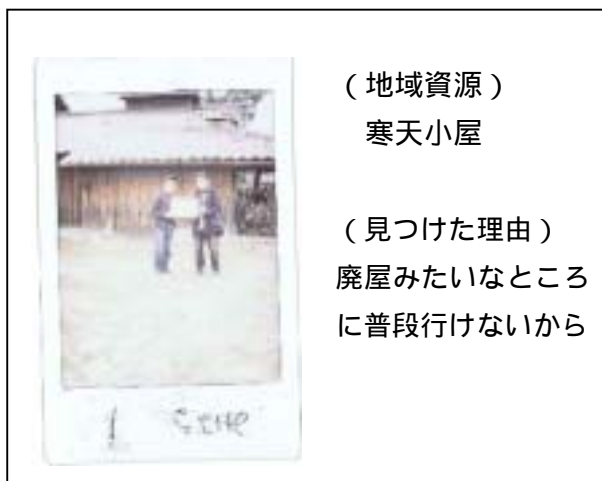 （地域資源）
寒天小屋
（見つけた理由）
廃屋みたいなところ
に普段行けないから
1